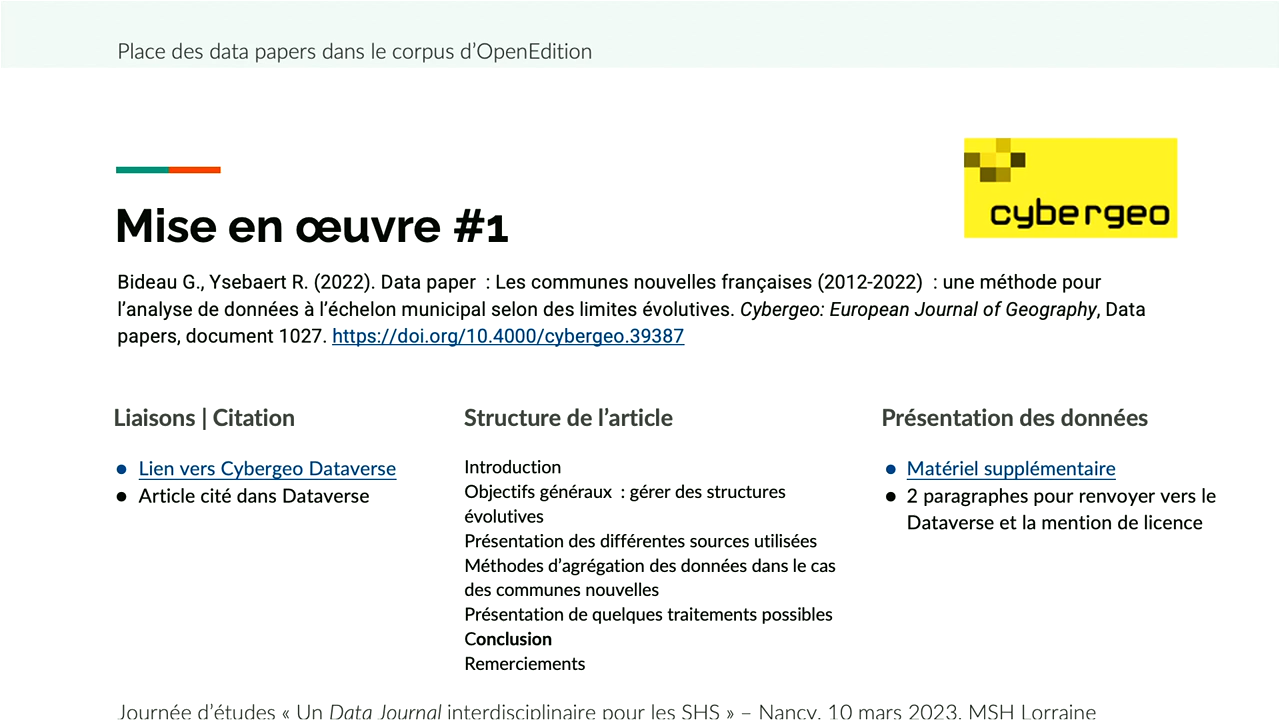 Place des data papers dans le corpus d’OpenEdition
cybergeo
Mise en œuvre #1
Bideau G., Ysebaert R. (2022). Data paper : Les communes nouvelles françaises (2012-2022) : une méthode pour
l’analyse de données à l’échelon municipal selon des limites évolutives. Cybergeo: European Journal of Geography, Data
papers, document 1027. https://doi.org/10.4000/cybergeo.39387
Liaisons | Citation
● Lien vers Cybergeo Dataverse
● Article cité dans Dataverse
Structure de l’article
Introduction
Objectifs généraux : gérer des structures
évolutives
Présentation des différentes sources utilisées
Méthodes d’agrégation des données dans le cas
des communes nouvelles
Présentation de quelques traitements possibles
Conclusion
Remerciements
Présentation des données
● Matériel supplémentaire
● 2 paragraphes pour renvoyer vers le
Dataverse et la mention de licence
Journée d’études « Un Data Journal interdisciplinaire pour les SHS » – Nancy, 10 mars 2023, MSH Lorraine